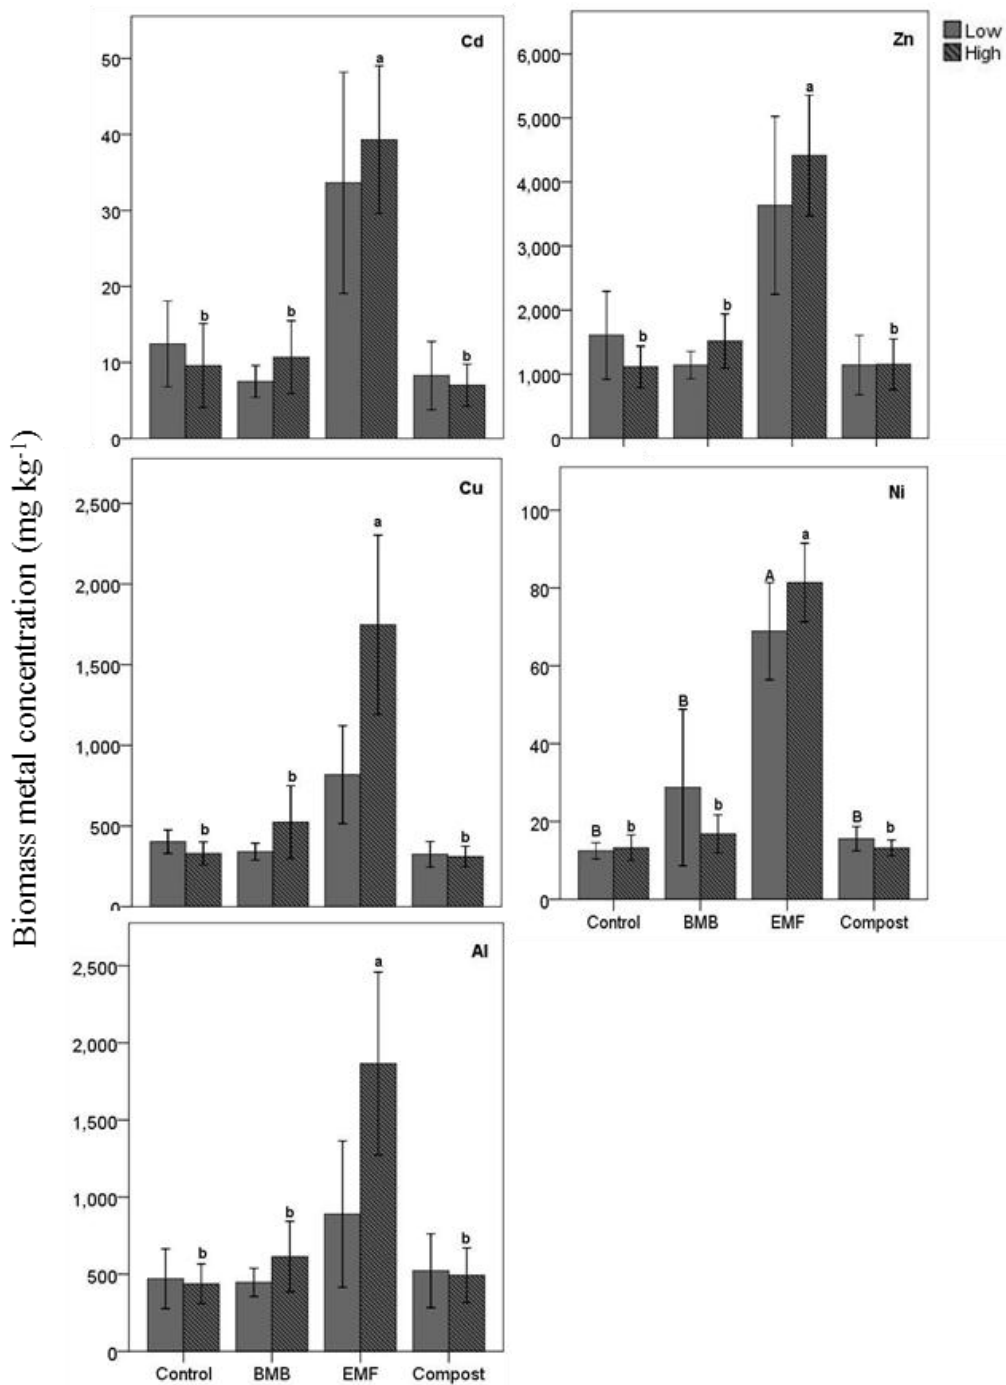 Biomass metal concentration (mg kg-1)
Low
High
Cd
50
40
30
20
10
0
b
b
a
b
Zn
6,000
5,000
4,000
3,000
2,000
1,000
0
b
b
a
b
Cu
2,500
2,000
1,500
1,000
500
0
b
b
a
b
Ni
100
80
60
40
20
0
B
b
B
b
A
a
B
b
Control BMB EMF Compost
Al
2,500
2,000
1,500
1,000
500
0
b
b
a
b
Control BMB EMF Compost